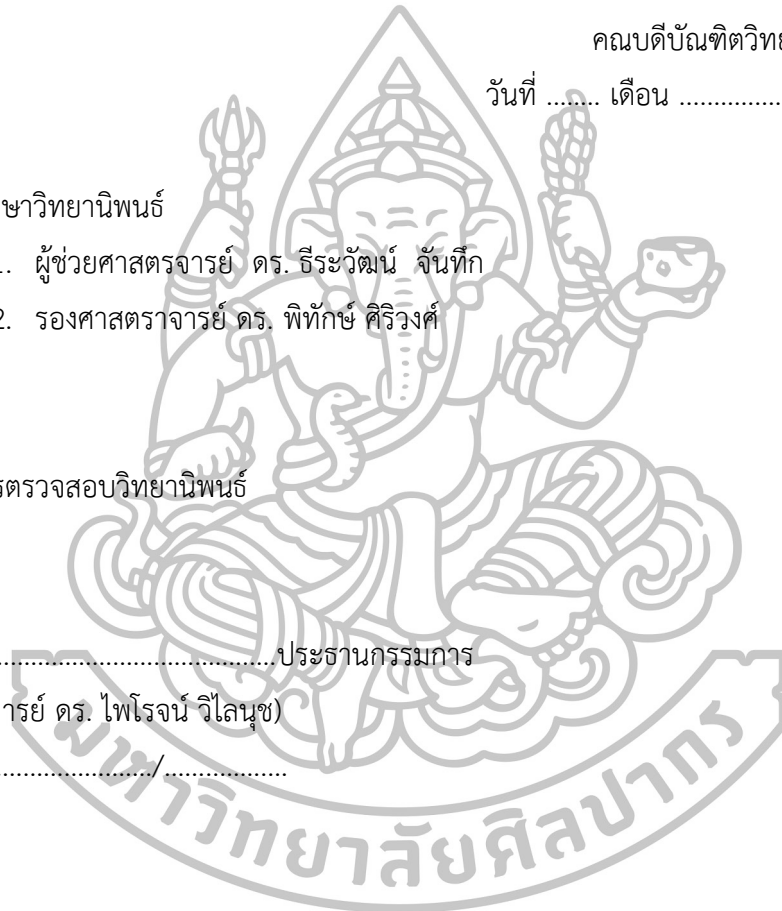 คณบดีบัณฑิตวิทย
วันที่ ........ เดือน ...............
ษาวิทยานิพนธ์
1. ผู้ช่วยศาสตรจารย์ ดร. ธีระวัฒน์ จันทึก
2. รองศาสตราจารย์ ดร. พิทักษ์ ศิริวงศ์
รตรวจสอบวิทยานิพนธ์
..........................................ประธานกรรมการ
ารย์ ดร. ไพโรจน์ วิไลนุช)
......................../..................
มหาวิทยาลัยศิลปากร